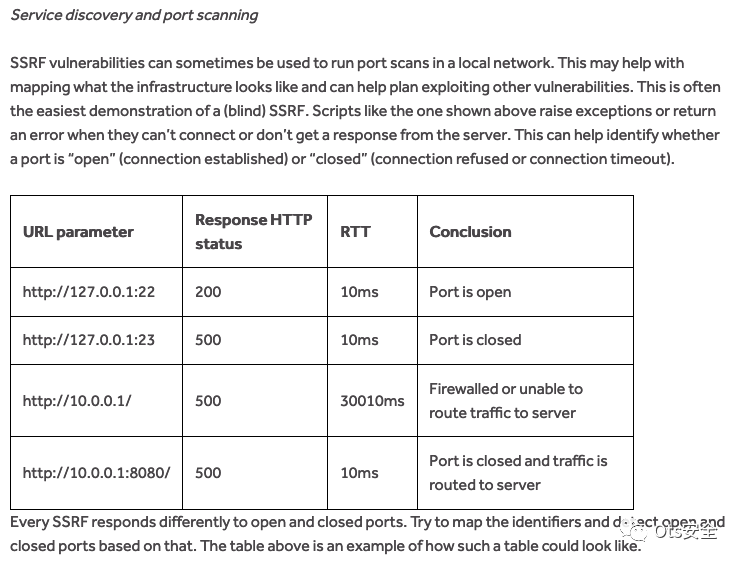 Service discovery and port scanning
SSRF vulnerabilities can sometimes be used to run port scans in a local network. This may help with
mapping what the infrastructure looks like and can help plan exploiting other vulnerabilities. This is often
the easiest demonstration of a (blind) SSRF. Scripts like the one shown above raise exceptions or return
an error when they can’t connect or don’t get a response from the server. This can help identify whether
a port is “open” (connection established) or “closed” (connection refused or connection timeout).
URL parameter
Response HTTP
status
RTT
Conclusion
http://127.0.0.1:22
200
10ms
Port is open
http://127.0.0.1:23
500
10ms
Port is closed
http://10.0.0.1/
500
30010ms
Firewalled or unable to
route traffic to server
http://10.0.0.1:8080/
500
10ms
Port is closed and traffic is
routed to server
Every SSRF responds differently to open and closed ports. Try to map the identifiers and detect open and
closed ports based on that. The table above is an example of how such a table could look like.
Ots安全